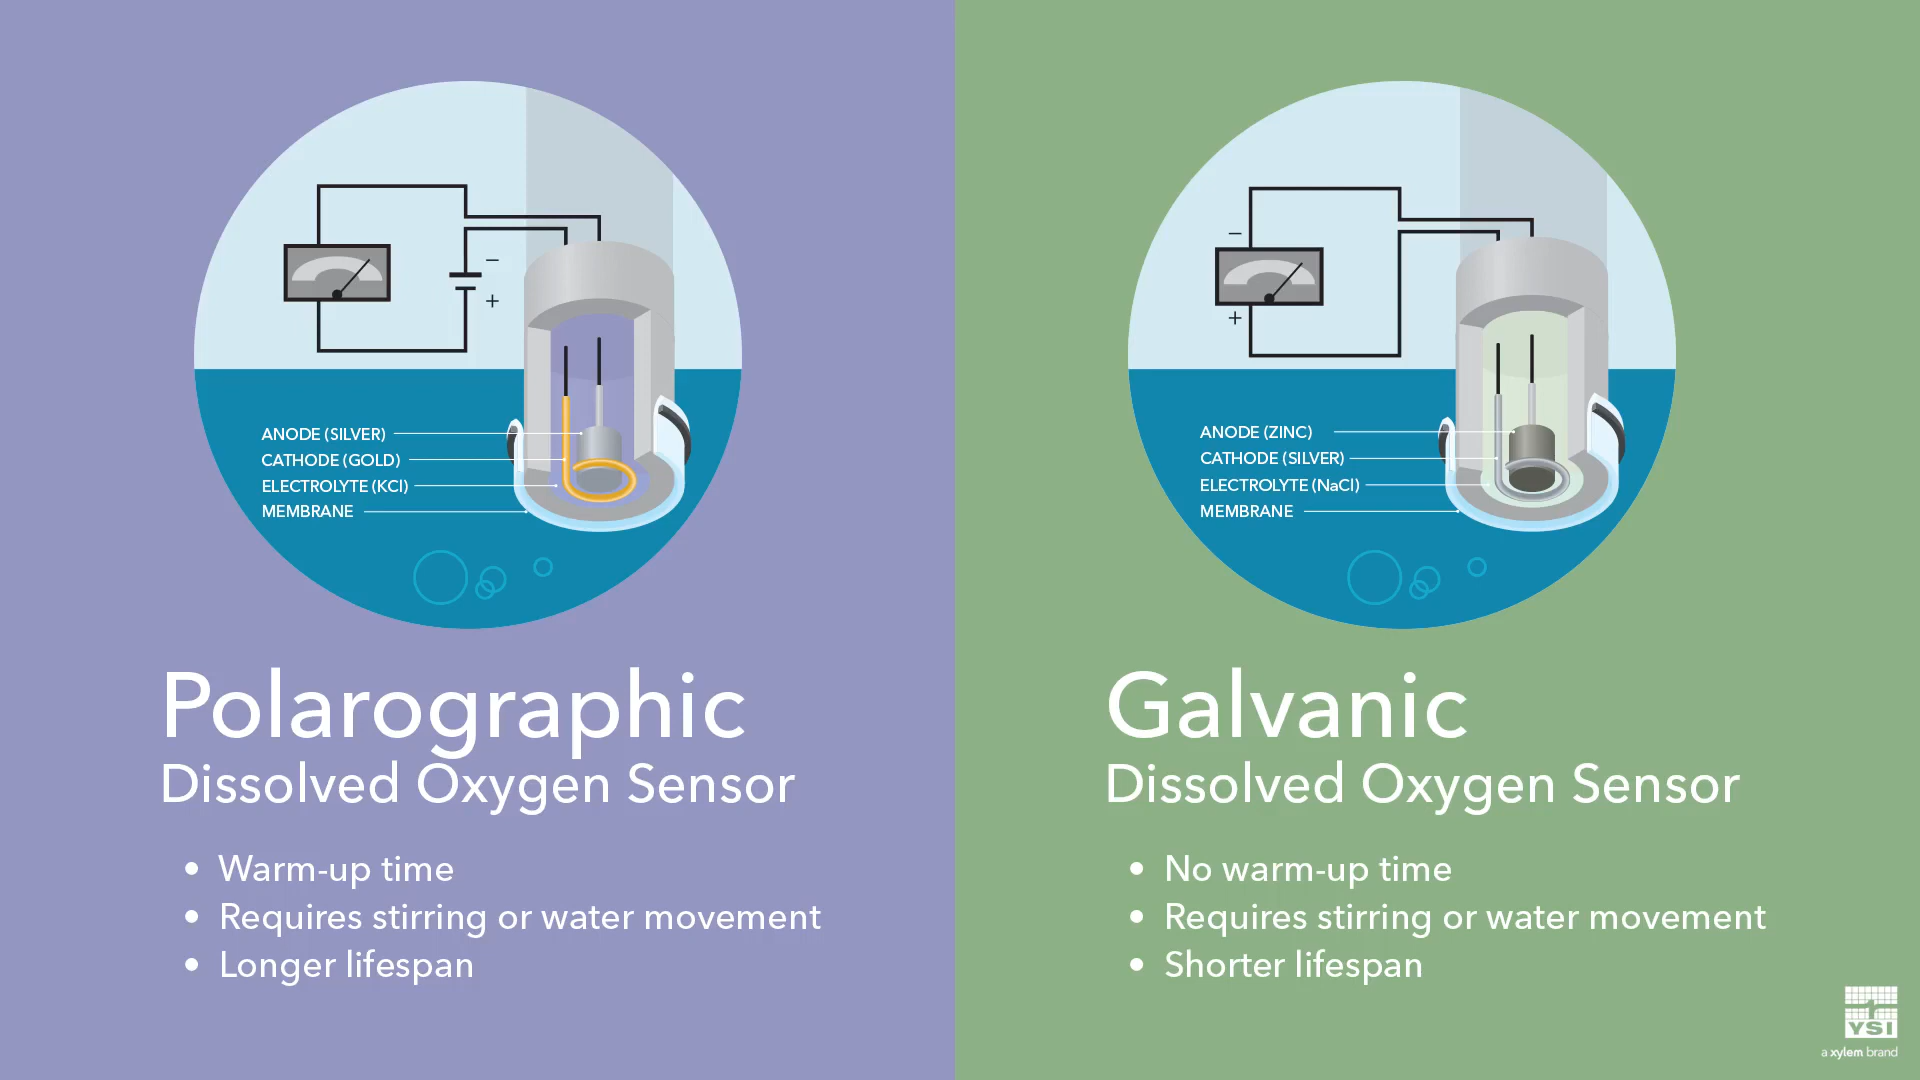 −
+
ANODE (SILVER)
CATHODE (GOLD)
ELECTROLYTE (KCl)
MEMBRANE
Polarographic
Dissolved Oxygen Sensor
• Warm-up time
• Requires stirring or water movement
• Longer lifespan
−
+
ANODE (ZINC)
CATHODE (SILVER)
ELECTROLYTE (NaCl)
MEMBRANE
Galvanic
Dissolved Oxygen Sensor
• No warm-up time
• Requires stirring or water movement
• Shorter lifespan
YSI
a xylem brand